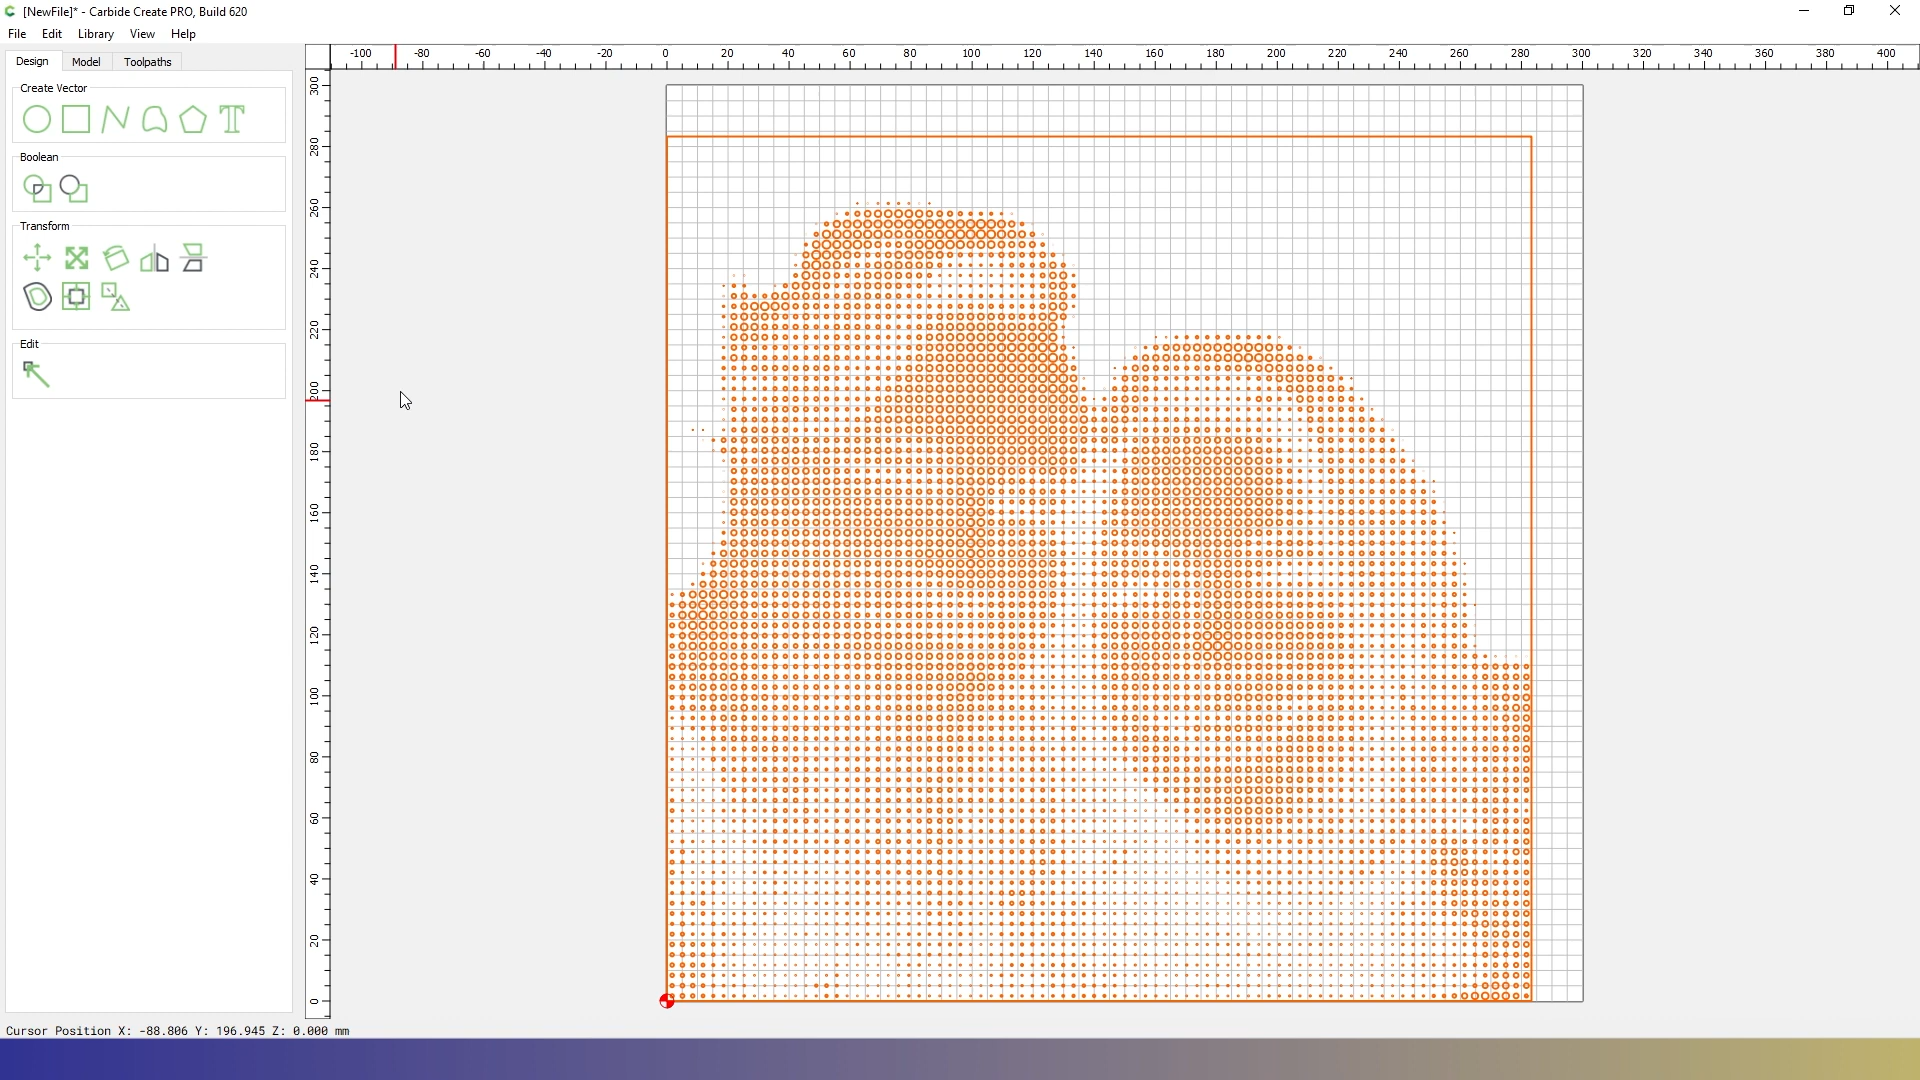 [NewFile]* - Carbide Create PRO, Build 620
File Edit Library View Help
Design Model Toolpaths
Create Vector
Boolean
Transform
Edit
-100 -80 -60 -40 -20 0 20 40 60 80 100 120 140 160 180 200 220 240 260 280 300 320 340 360 380 400
300
280
260
240
220
200
180
160
140
120
100
80
60
40
20
0
Cursor Position X: -88.806 Y: 196.945 Z: 0.000 mm